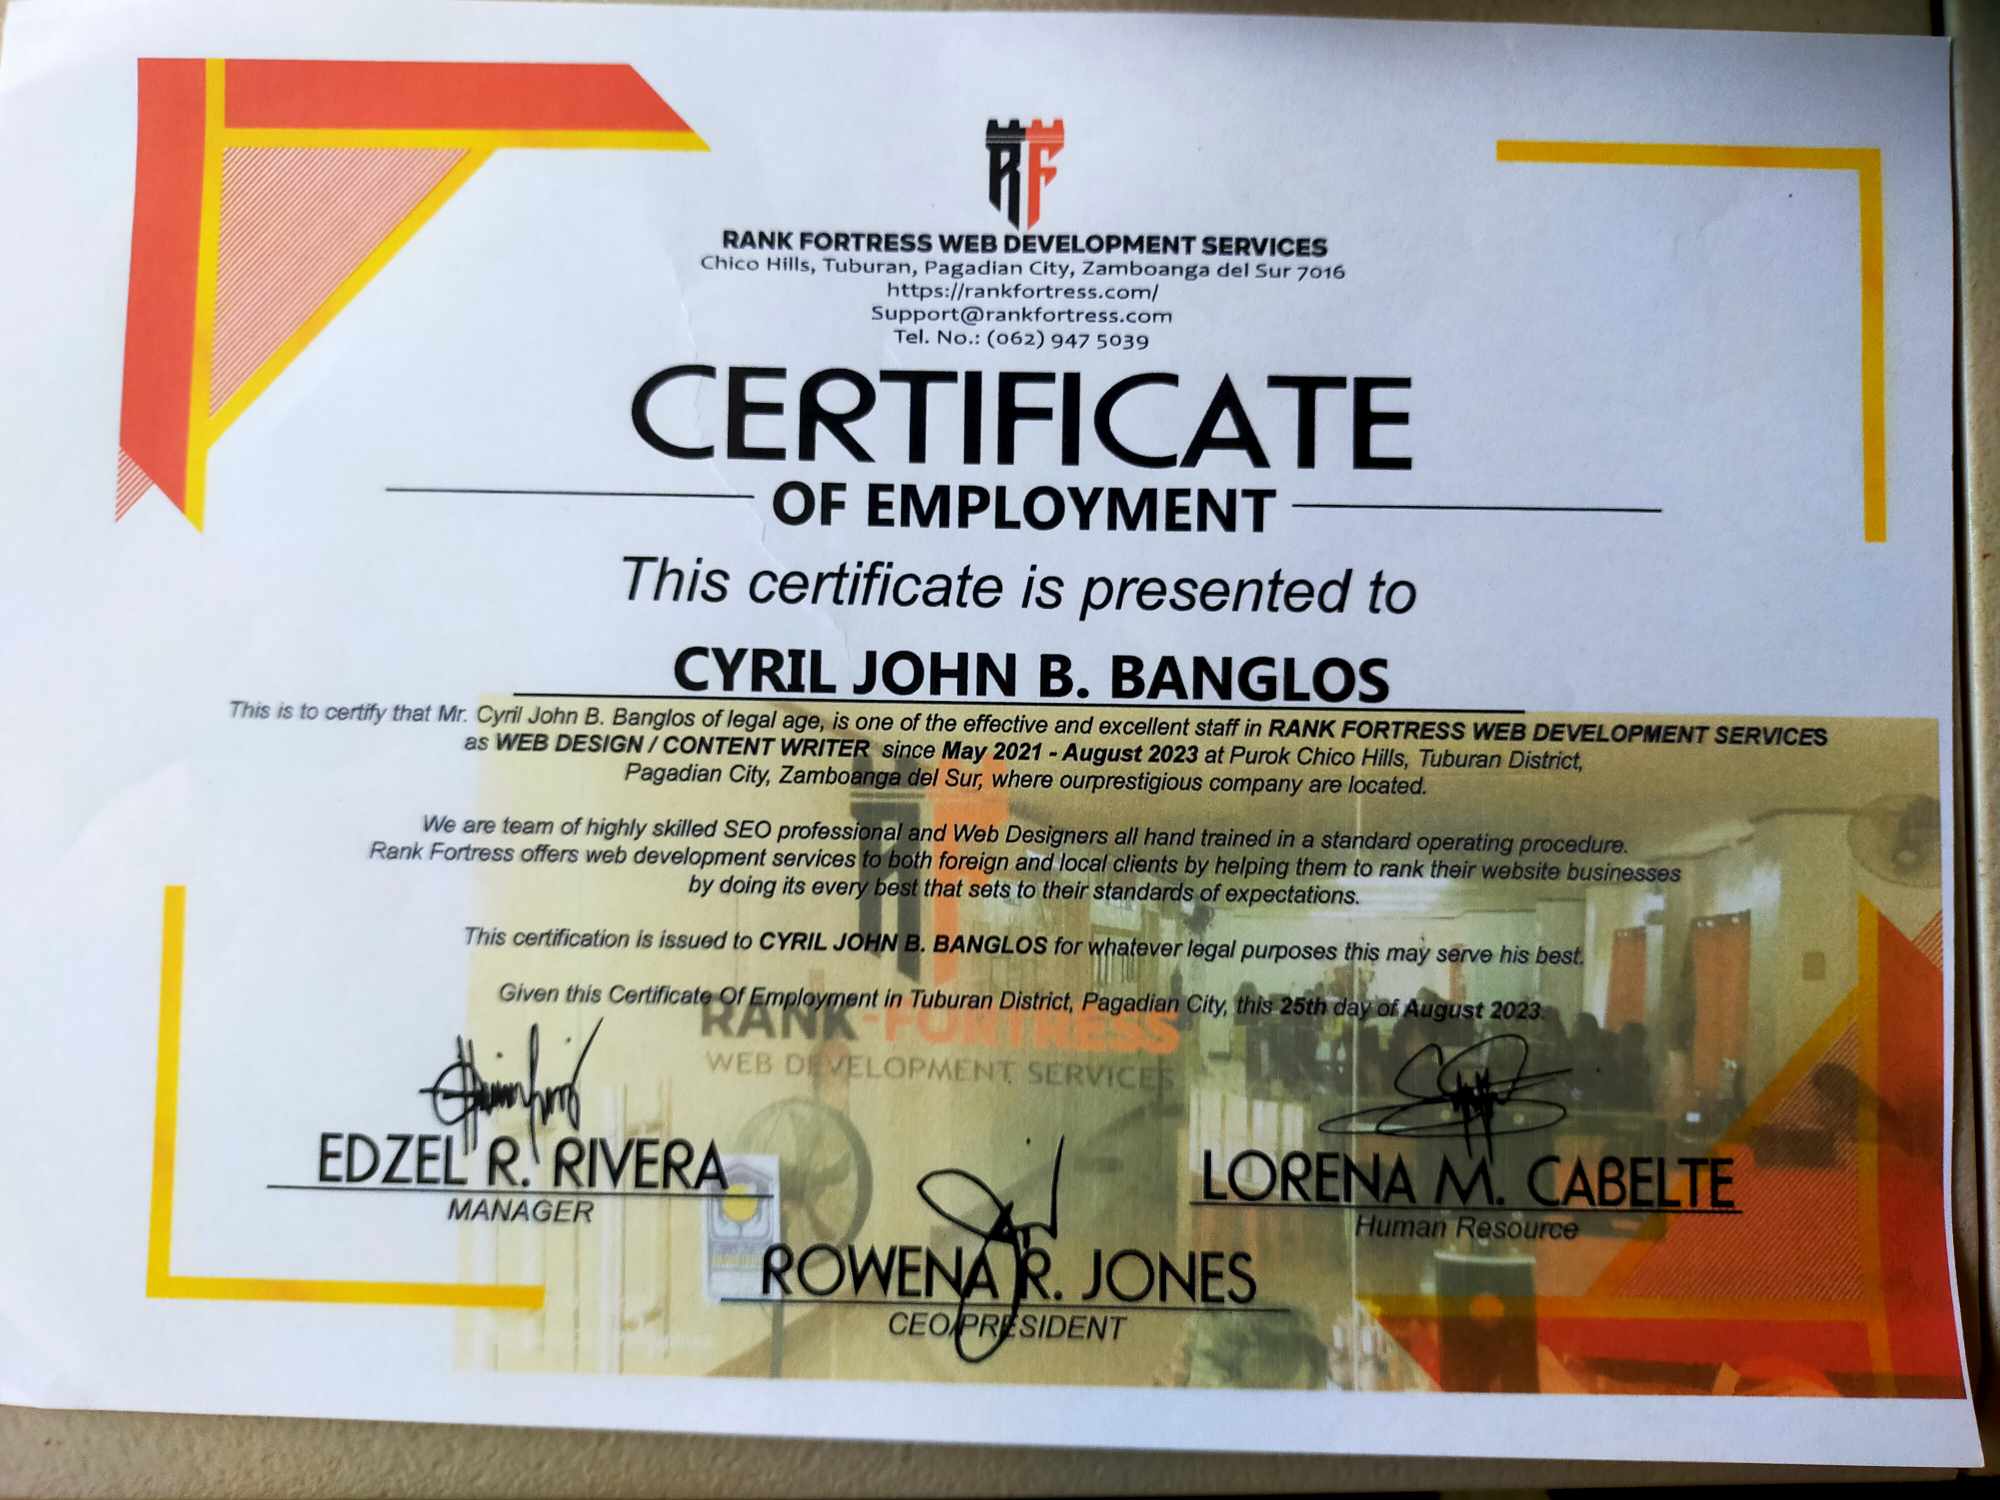 RF
RANK FORTRESS WEB DEVELOPMENT SERVICES
Chico Hills, Tuburan, Pagadian City, Zamboanga del Sur 7016
https://rankfortress.com/
Support@rankfortress.com
Tel. No.: (062) 947 5039
CERTIFICATE
OF EMPLOYMENT
This certificate is presented to
CYRIL JOHN B. BANGLOS
This is to certify that Mr. Cyril John B. Banglos of legal age, is one of the effective and excellent staff in RANK FORTRESS WEB DEVELOPMENT SERVICES
as WEB DESIGN / CONTENT WRITER since May 2021 - August 2023 at Purok Chico Hills, Tuburan District,
Pagadian City, Zamboanga del Sur, where ourprestigious company are located.
We are team of highly skilled SEO professional and Web Designers all hand trained in a standard operating procedure.
Rank Fortress offers web development services to both foreign and local clients by helping them to rank their website businesses
by doing its every best that sets to their standards of expectations.
This certification is issued to CYRIL JOHN B. BANGLOS for whatever legal purposes this may serve his best.
Given this Certificate Of Employment in Tuburan District, Pagadian City, this 25th day of August 2023.
RF
RANK-FORTRESS
WEB DEVELOPMENT SERVICES
EDZEL R. RIVERA
MANAGER
LORENA M. CABELTE
Human Resource
ROWENA R. JONES
CEO/PRESIDENT